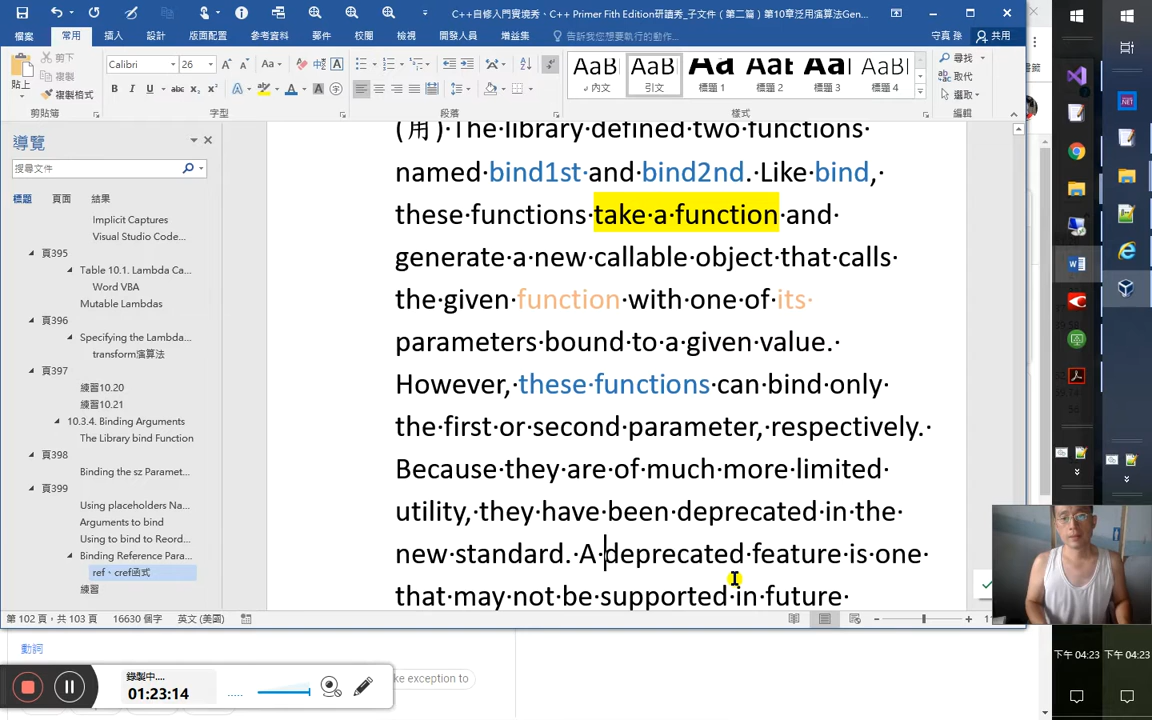 C++自修入門實境秀、C++ Primer Fith Edition研讀秀_子文件（第二篇）第10章泛用演算法Gen...
檔案 常用 插入 設計 版面配置 參考資料 郵件 校閱 檢視 開發人員 增益集 告訴我您想要執行的動作... 守真 孫 共用
貼上 剪下 複製 複製格式
Calibri 26
AaBb AaBb AaB AaBb AaB AaBb
內文 引文 標題 1 標題 2 標題 3 標題 4
尋找 取代 選取
剪貼簿 字型 段落 樣式 編輯
導覽
搜尋文件
標題 頁面 結果
Implicit Captures
Visual Studio Code...
頁395
Table 10.1. Lambda Ca...
Word VBA
Mutable Lambdas
頁396
Specifying the Lambda...
transform演算法
頁397
練習10.20
練習10.21
10.3.4. Binding Arguments
The Library bind Function
頁398
Binding the sz Paramet...
頁399
Using placeholders Na...
Arguments to bind
Using to bind to Reord...
Binding Reference Para...
ref、cref函式
練習
(用) The library defined two functions
named bind1st and bind2nd. Like bind,
these functions take a function and
generate a new callable object that calls
the given function with one of its
parameters bound to a given value.
However, these functions can bind only
the first or second parameter, respectively.
Because they are of much more limited
utility, they have been deprecated in the
new standard. A deprecated feature is one
that may not be supported in future
第 102 頁，共 103 頁 16630 個字 英文 (美國)
動詞
ke exception to
錄製中...
01:23:14
下午 04:23 下午 04:23